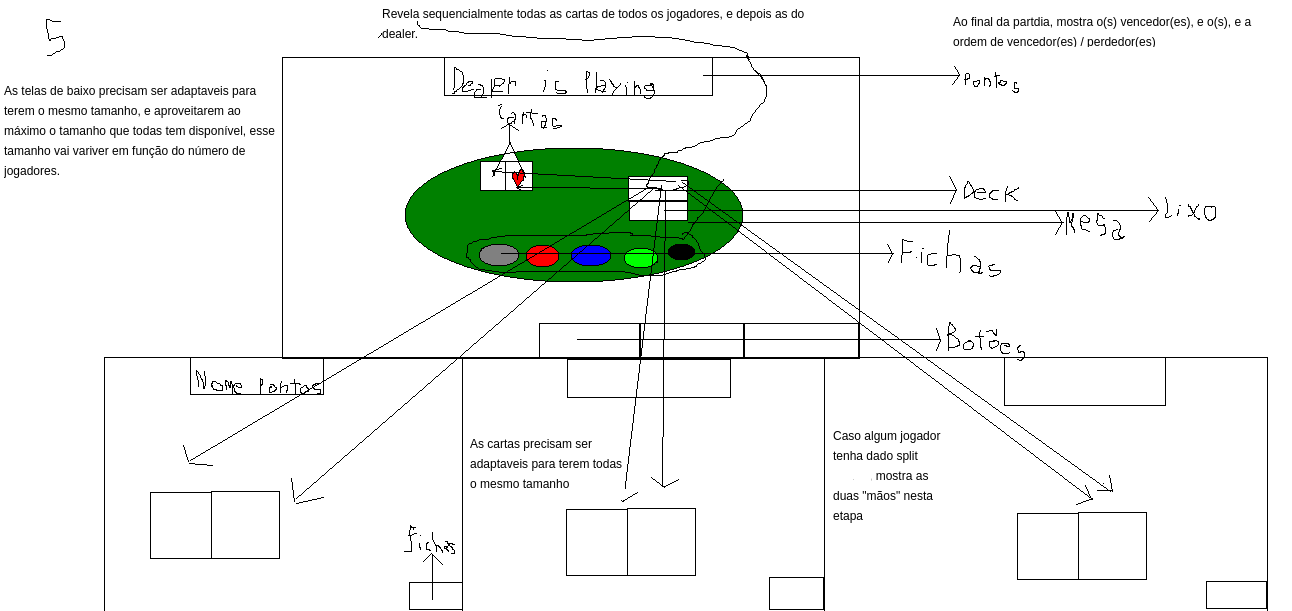 5
Revela sequencialmente todas as cartas de todos os jogadores, e depois as do
dealer.
Ao final da partdia, mostra o(s) vencedor(es), e o(s), e a
ordem de vencedor(es) / perdedor(es)
As telas de baixo precisam ser adaptaveis para
terem o mesmo tamanho, e aproveitarem ao
máximo o tamanho que todas tem disponível, esse
tamanho vai variver em função do número de
jogadores.
Dealer is Playing
Pontos
Cartas
Deck
Lixo
Mesa
Fichas
Botões
Nome Pontos
As cartas precisam ser
adaptaveis para terem todas
o mesmo tamanho
Caso algum jogador
tenha dado split
, mostra as
duas "mãos" nesta
etapa
Fichas